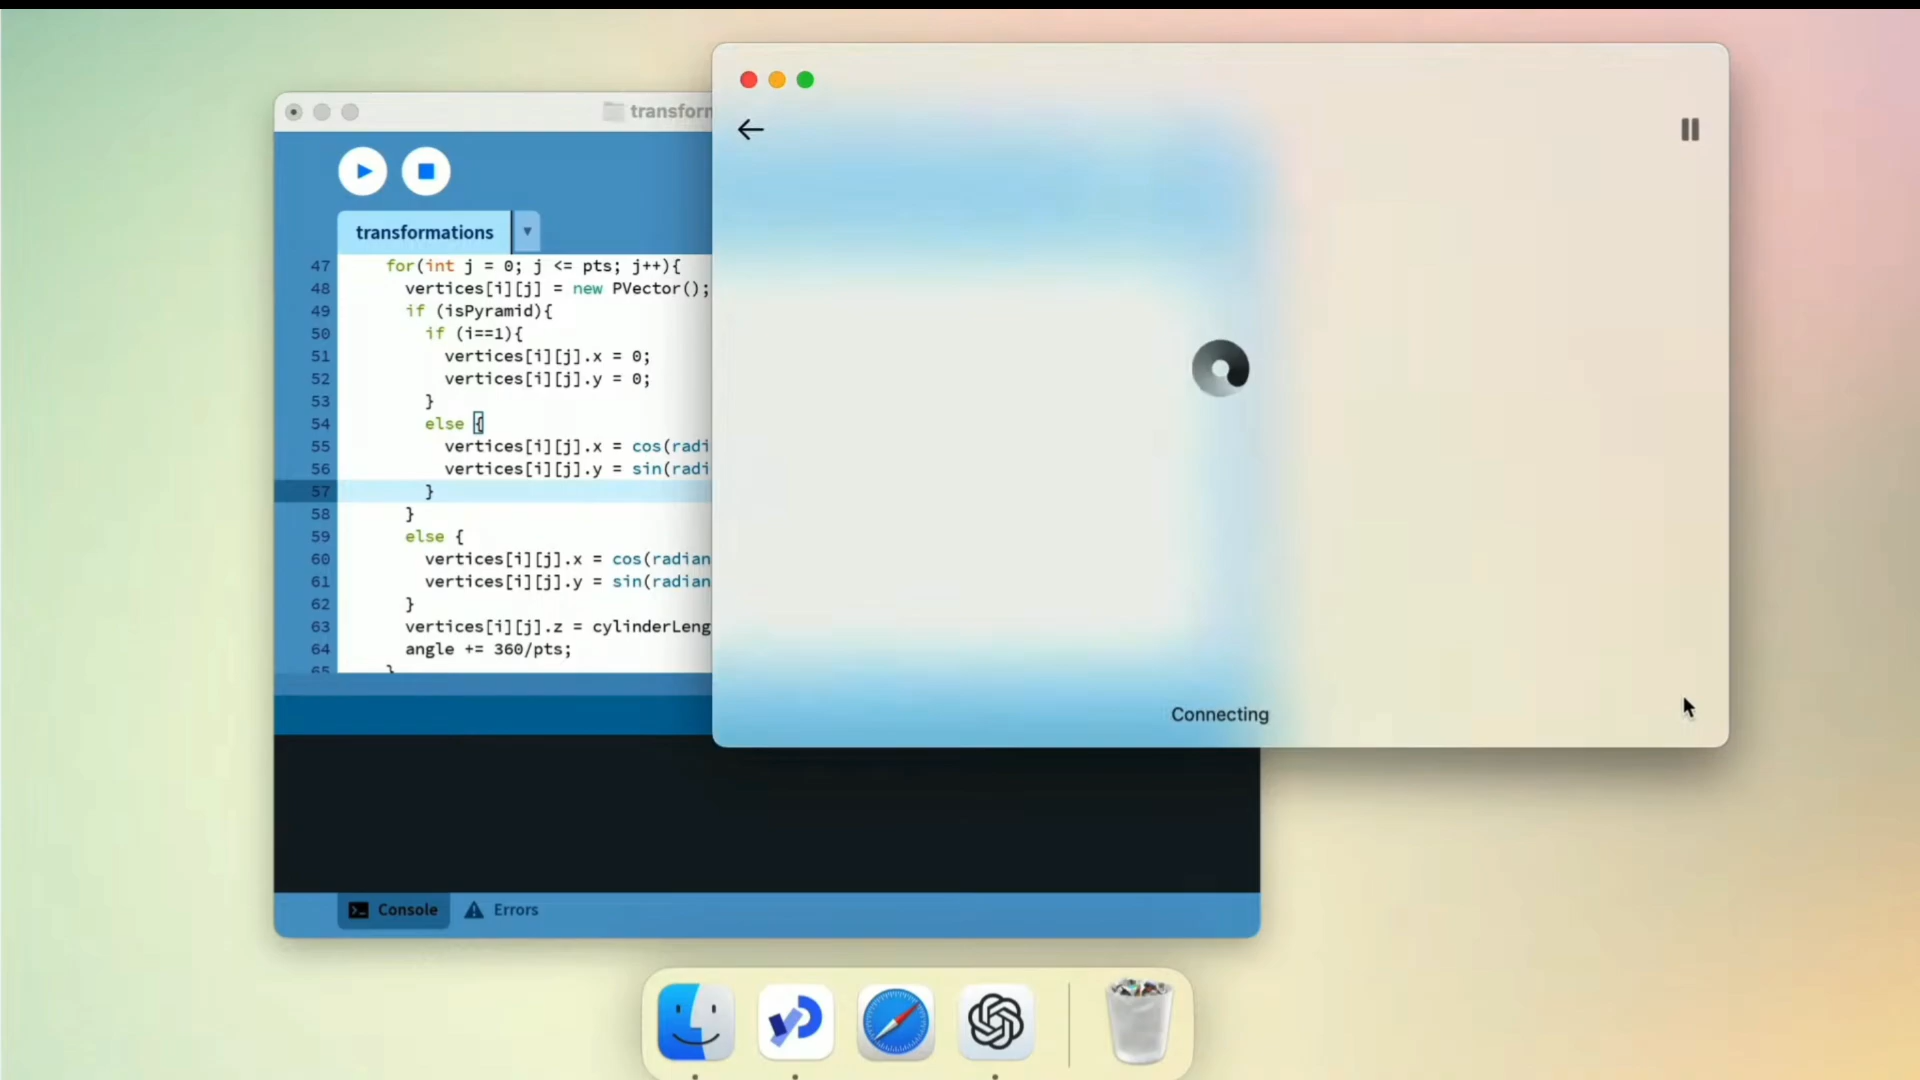 transform
transformations
47 for(int j = 0; j <= pts; j++){
48 vertices[i][j] = new PVector();
49 if (isPyramid){
50 if (i==1){
51 vertices[i][j].x = 0;
52 vertices[i][j].y = 0;
53 }
54 else {
55 vertices[i][j].x = cos(radi
56 vertices[i][j].y = sin(radi
57 }
58 }
59 else {
60 vertices[i][j].x = cos(radian
61 vertices[i][j].y = sin(radian
62 }
63 vertices[i][j].z = cylinderLeng
64 angle += 360/pts;
65 }
Connecting
Console
Errors